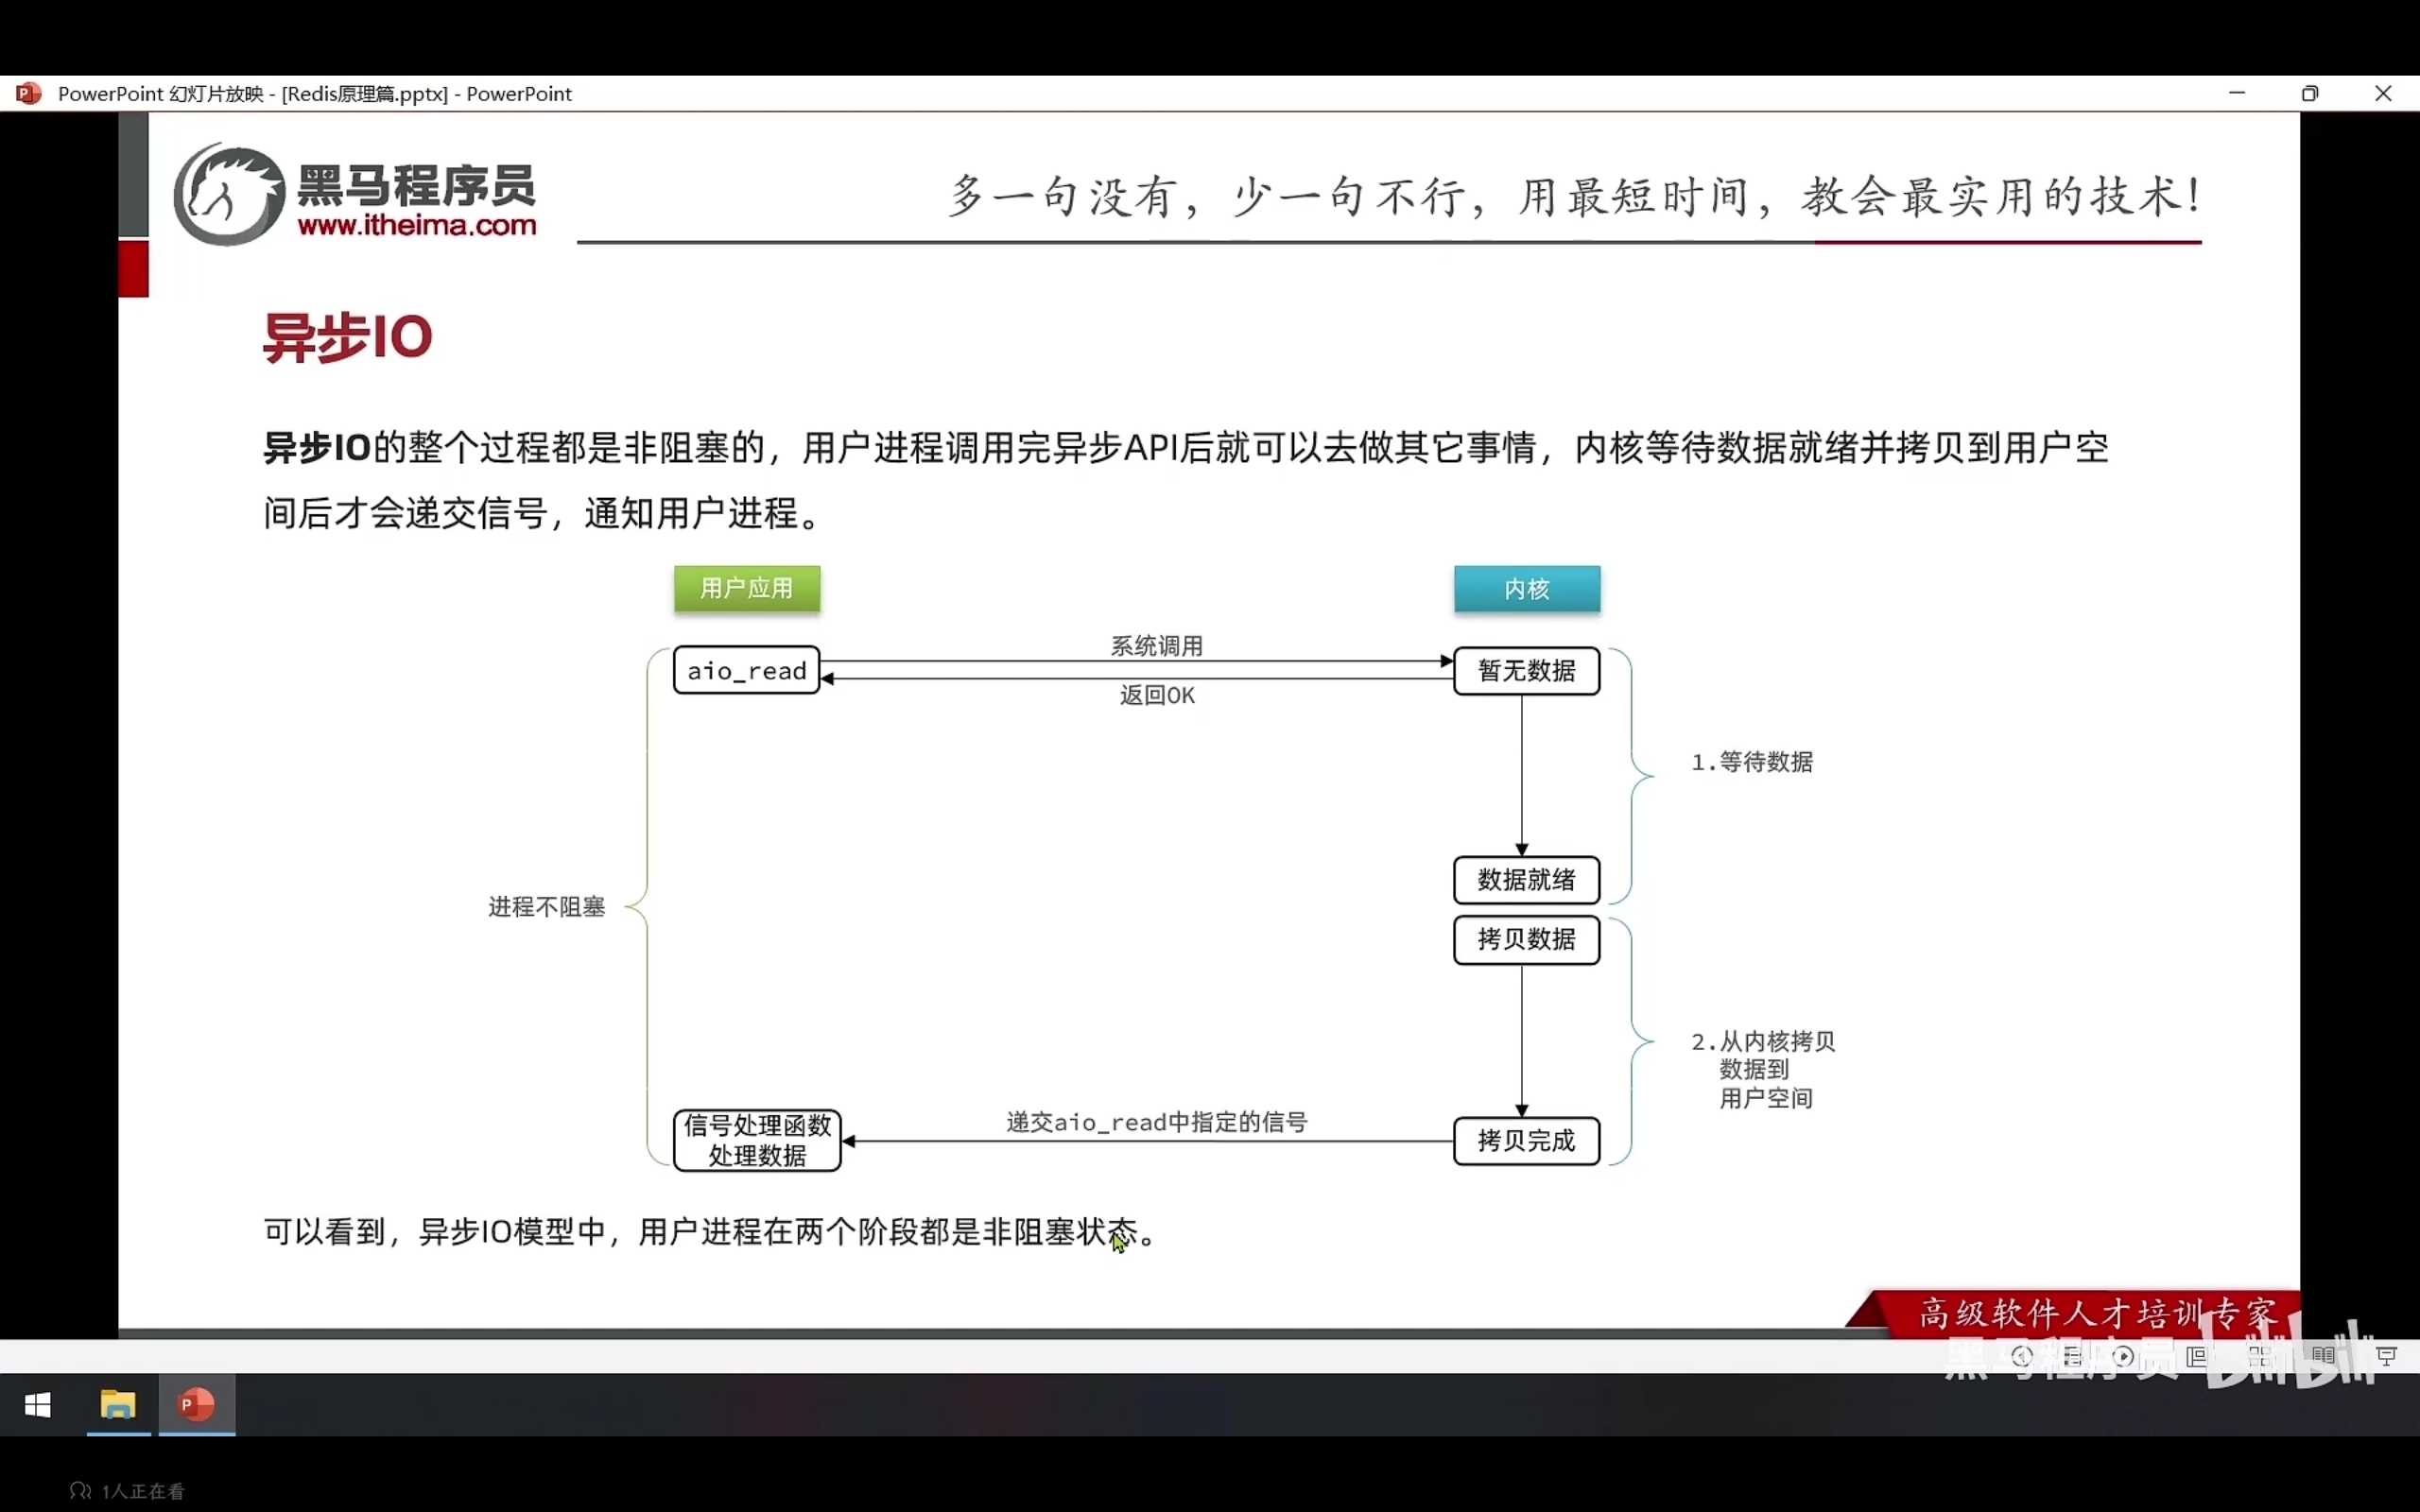 PowerPoint 幻灯片放映 - [Redis原理篇.pptx] - PowerPoint
黑马程序员
www.itheima.com
多一句没有，少一句不行，用最短时间，教会最实用的技术！
异步IO
异步IO的整个过程都是非阻塞的，用户进程调用完异步API后就可以去做其它事情，内核等待数据就绪并拷贝到用户空
间后才会递交信号，通知用户进程。
用户应用
内核
系统调用
aio_read
暂无数据
返回OK
1.等待数据
数据就绪
进程不阻塞
拷贝数据
2.从内核拷贝
数据到
用户空间
信号处理函数
处理数据
递交aio_read中指定的信号
拷贝完成
可以看到，异步IO模型中，用户进程在两个阶段都是非阻塞状态。
高级软件人才培训专家
黑马程序员 bilibili
1人正在看